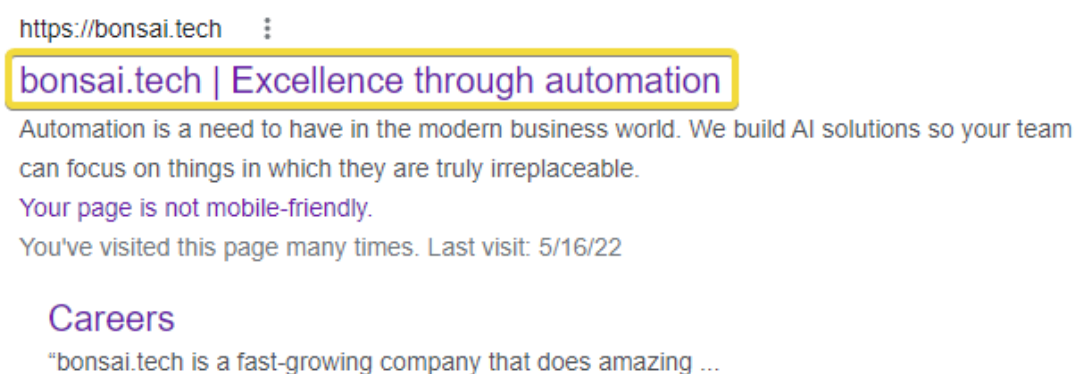 https://bonsai.tech
bonsai.tech | Excellence through automation
Automation is a need to have in the modern business world. We build AI solutions so your team
can focus on things in which they are truly irreplaceable.
Your page is not mobile-friendly.
You've visited this page many times. Last visit: 5/16/22
Careers
“bonsai.tech is a fast-growing company that does amazing ...